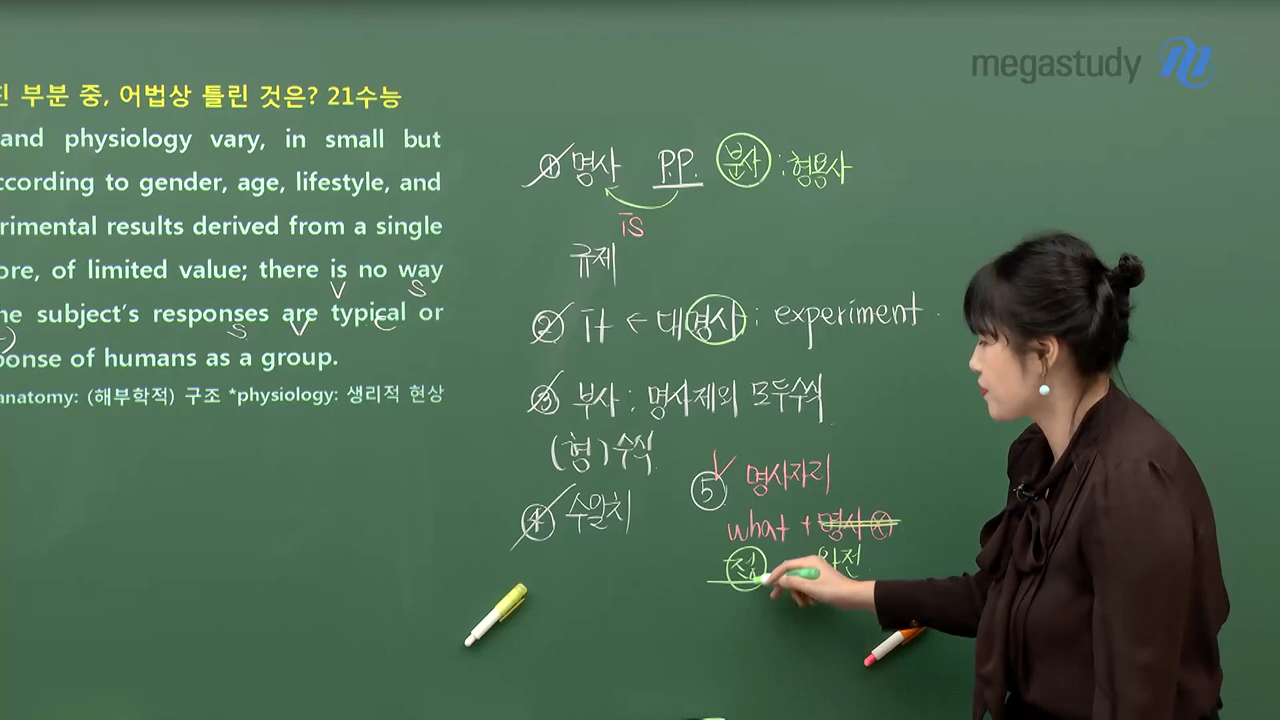 megastudy
친 부분 중, 어법상 틀린 것은? 21수능
and physiology vary, in small but
ccording to gender, age, lifestyle, and
rimental results derived from a single
ore, of limited value; there is no way
V S
he subject's responses are typical or
S V C
ponse of humans as a group.
anatomy: (해부학적) 구조 *physiology: 생리적 현상
① 명사 P.P. 분사 : 형용사
is
규제
② it ← 대명사 : experiment
③ 부사 : 명사제외 모두수식
(형) 수식
④ 수일치
⑤ 명사자리
what + 명사 ⓧ
접 완전